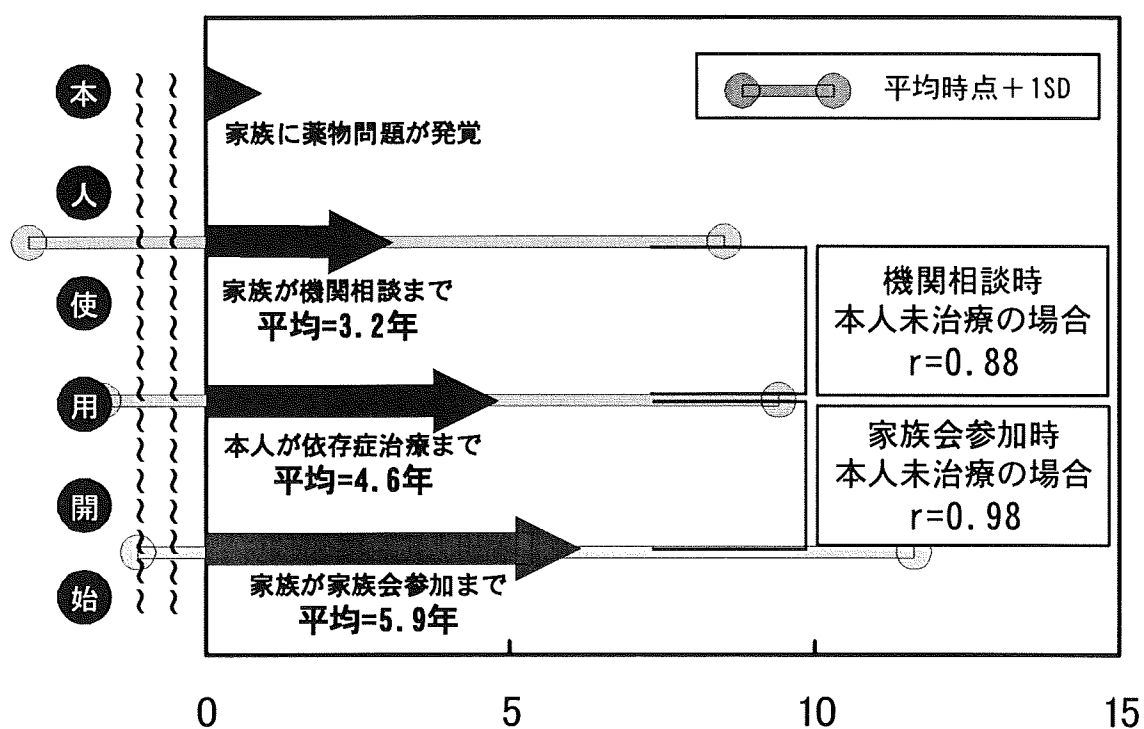 本人使用開始
平均時点+1SD
家族に薬物問題が発覚
家族が機関相談まで
平均=3.2年
機関相談時
本人未治療の場合
r=0.88
本人が依存症治療まで
平均=4.6年
家族会参加時
本人未治療の場合
r=0.98
家族が家族会参加まで
平均=5.9年
0 5 10 15